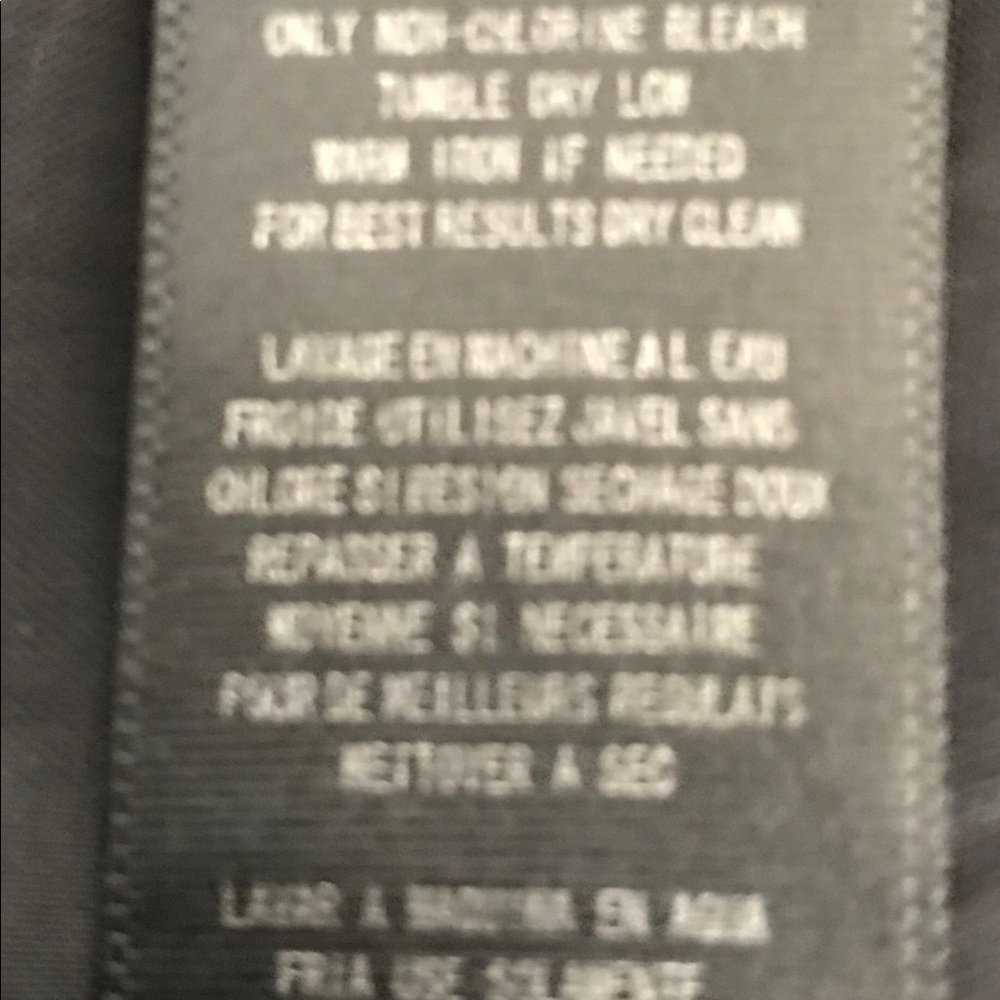 ONLY NON-CHLORINE BLEACH
TUMBLE DRY LOW
WARM IRON IF NEEDED
FOR BEST RESULTS DRY CLEAN
LAVAGE EN MACHINE A L EAU
FROIDE UTILISEZ JAVEL SANS
CHLORE SI BESION SECHAGE DOUX
REPASSER A TEMPERATURE
MOYENNE SI NECESSAIRE
POUR DE MEILLEURS RESULATS
NETTOYER A SEC
LAVAR A MAQUINA EN AGUA
FRIA USE SOLAMENTE